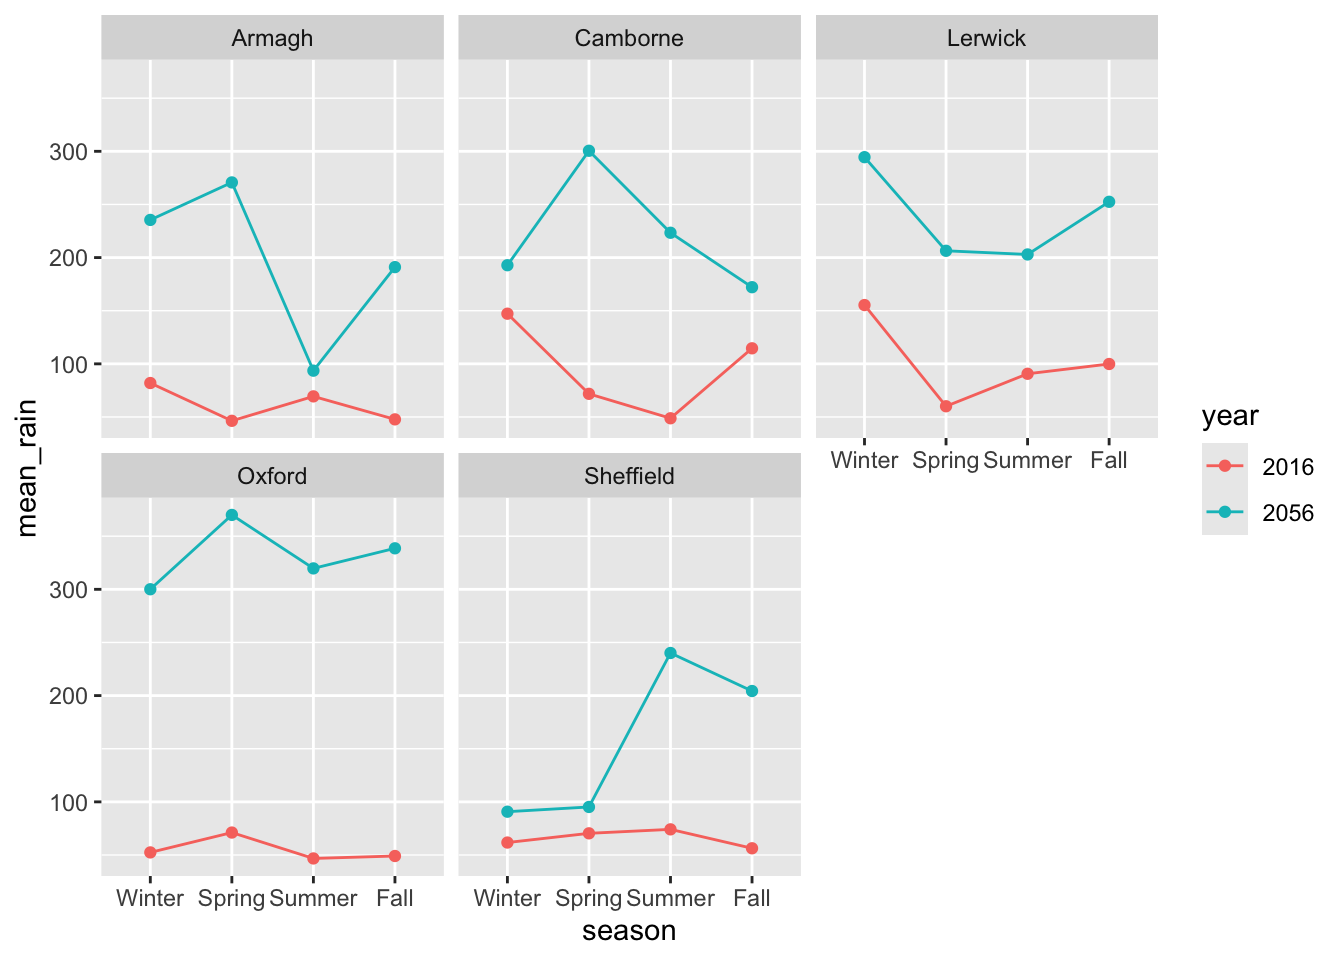 Armagh
Camborne
Lerwick
300
200
100
mean_rain
Winter Spring Summer Fall
year
2016
2056
Oxford
Sheffield
300
200
100
Winter Spring Summer Fall
Winter Spring Summer Fall
season